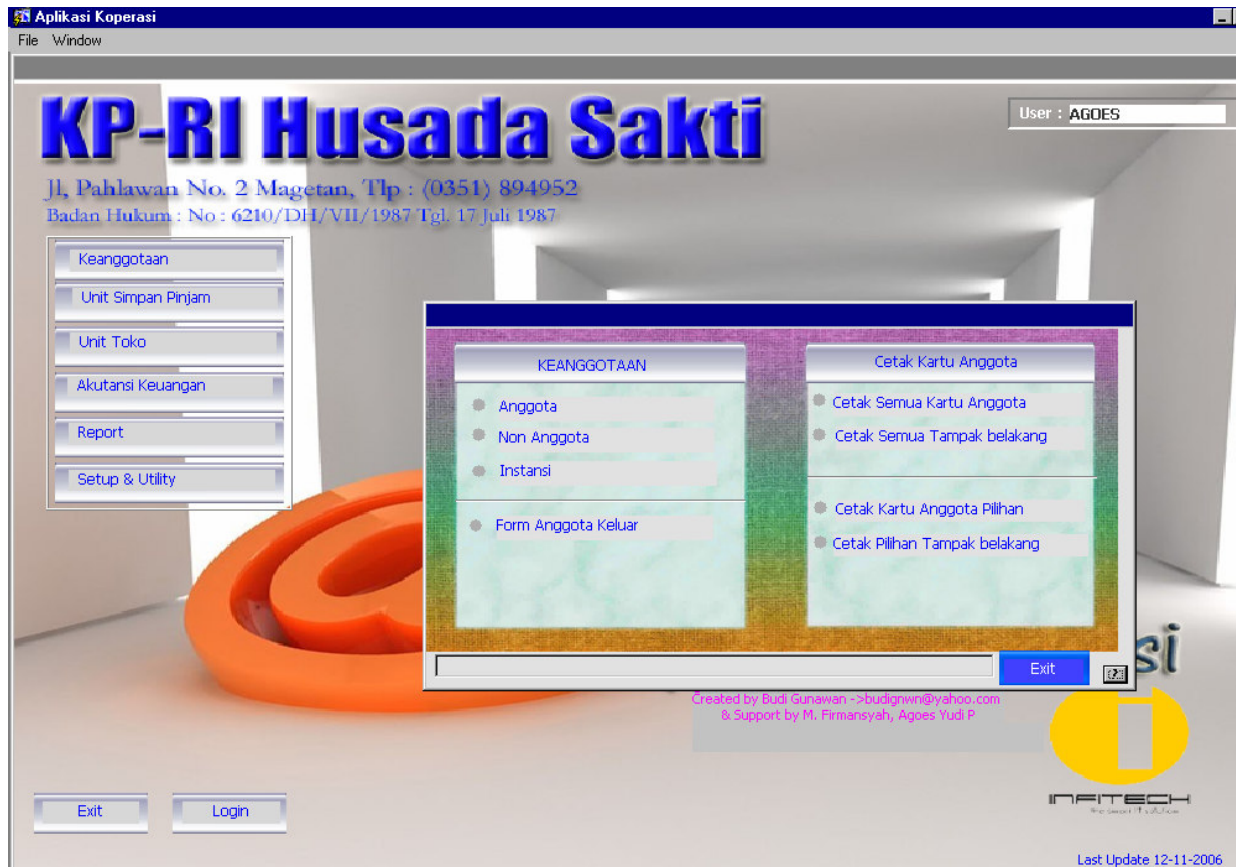 Aplikasi Koperasi
File Window
KP-RI Husada Sakti
User : AGOES
Jl, Pahlawan No. 2 Magetan, Tlp : (0351) 894952
Badan Hukum : No : 6210/DH/VII/1987 Tgl. 17 Juli 1987
Keanggotaan
Unit Simpan Pinjam
Unit Toko
Akutansi Keuangan
Report
Setup & Utility
KEANGGOTAAN
Anggota
Non Anggota
Instansi
Form Anggota Keluar
Cetak Kartu Anggota
Cetak Semua Kartu Anggota
Cetak Semua Tampak belakang
Cetak Kartu Anggota Pilihan
Cetak Pilihan Tampak belakang
Exit
si
Created by Budi Gunawan ->budignwn@yahoo.com
& Support by M. Firmansyah, Agoes Yudi P
INFITECH
Exit
Login
Last Update 12-11-2006